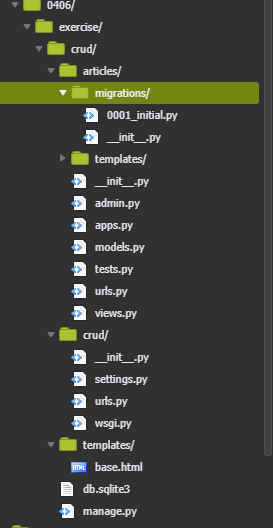 0406/
exercise/
crud/
articles/
migrations/
0001_initial.py
__init__.py
templates/
__init__.py
admin.py
apps.py
models.py
tests.py
urls.py
views.py
crud/
__init__.py
settings.py
urls.py
wsgi.py
templates/
base.html
db.sqlite3
manage.py